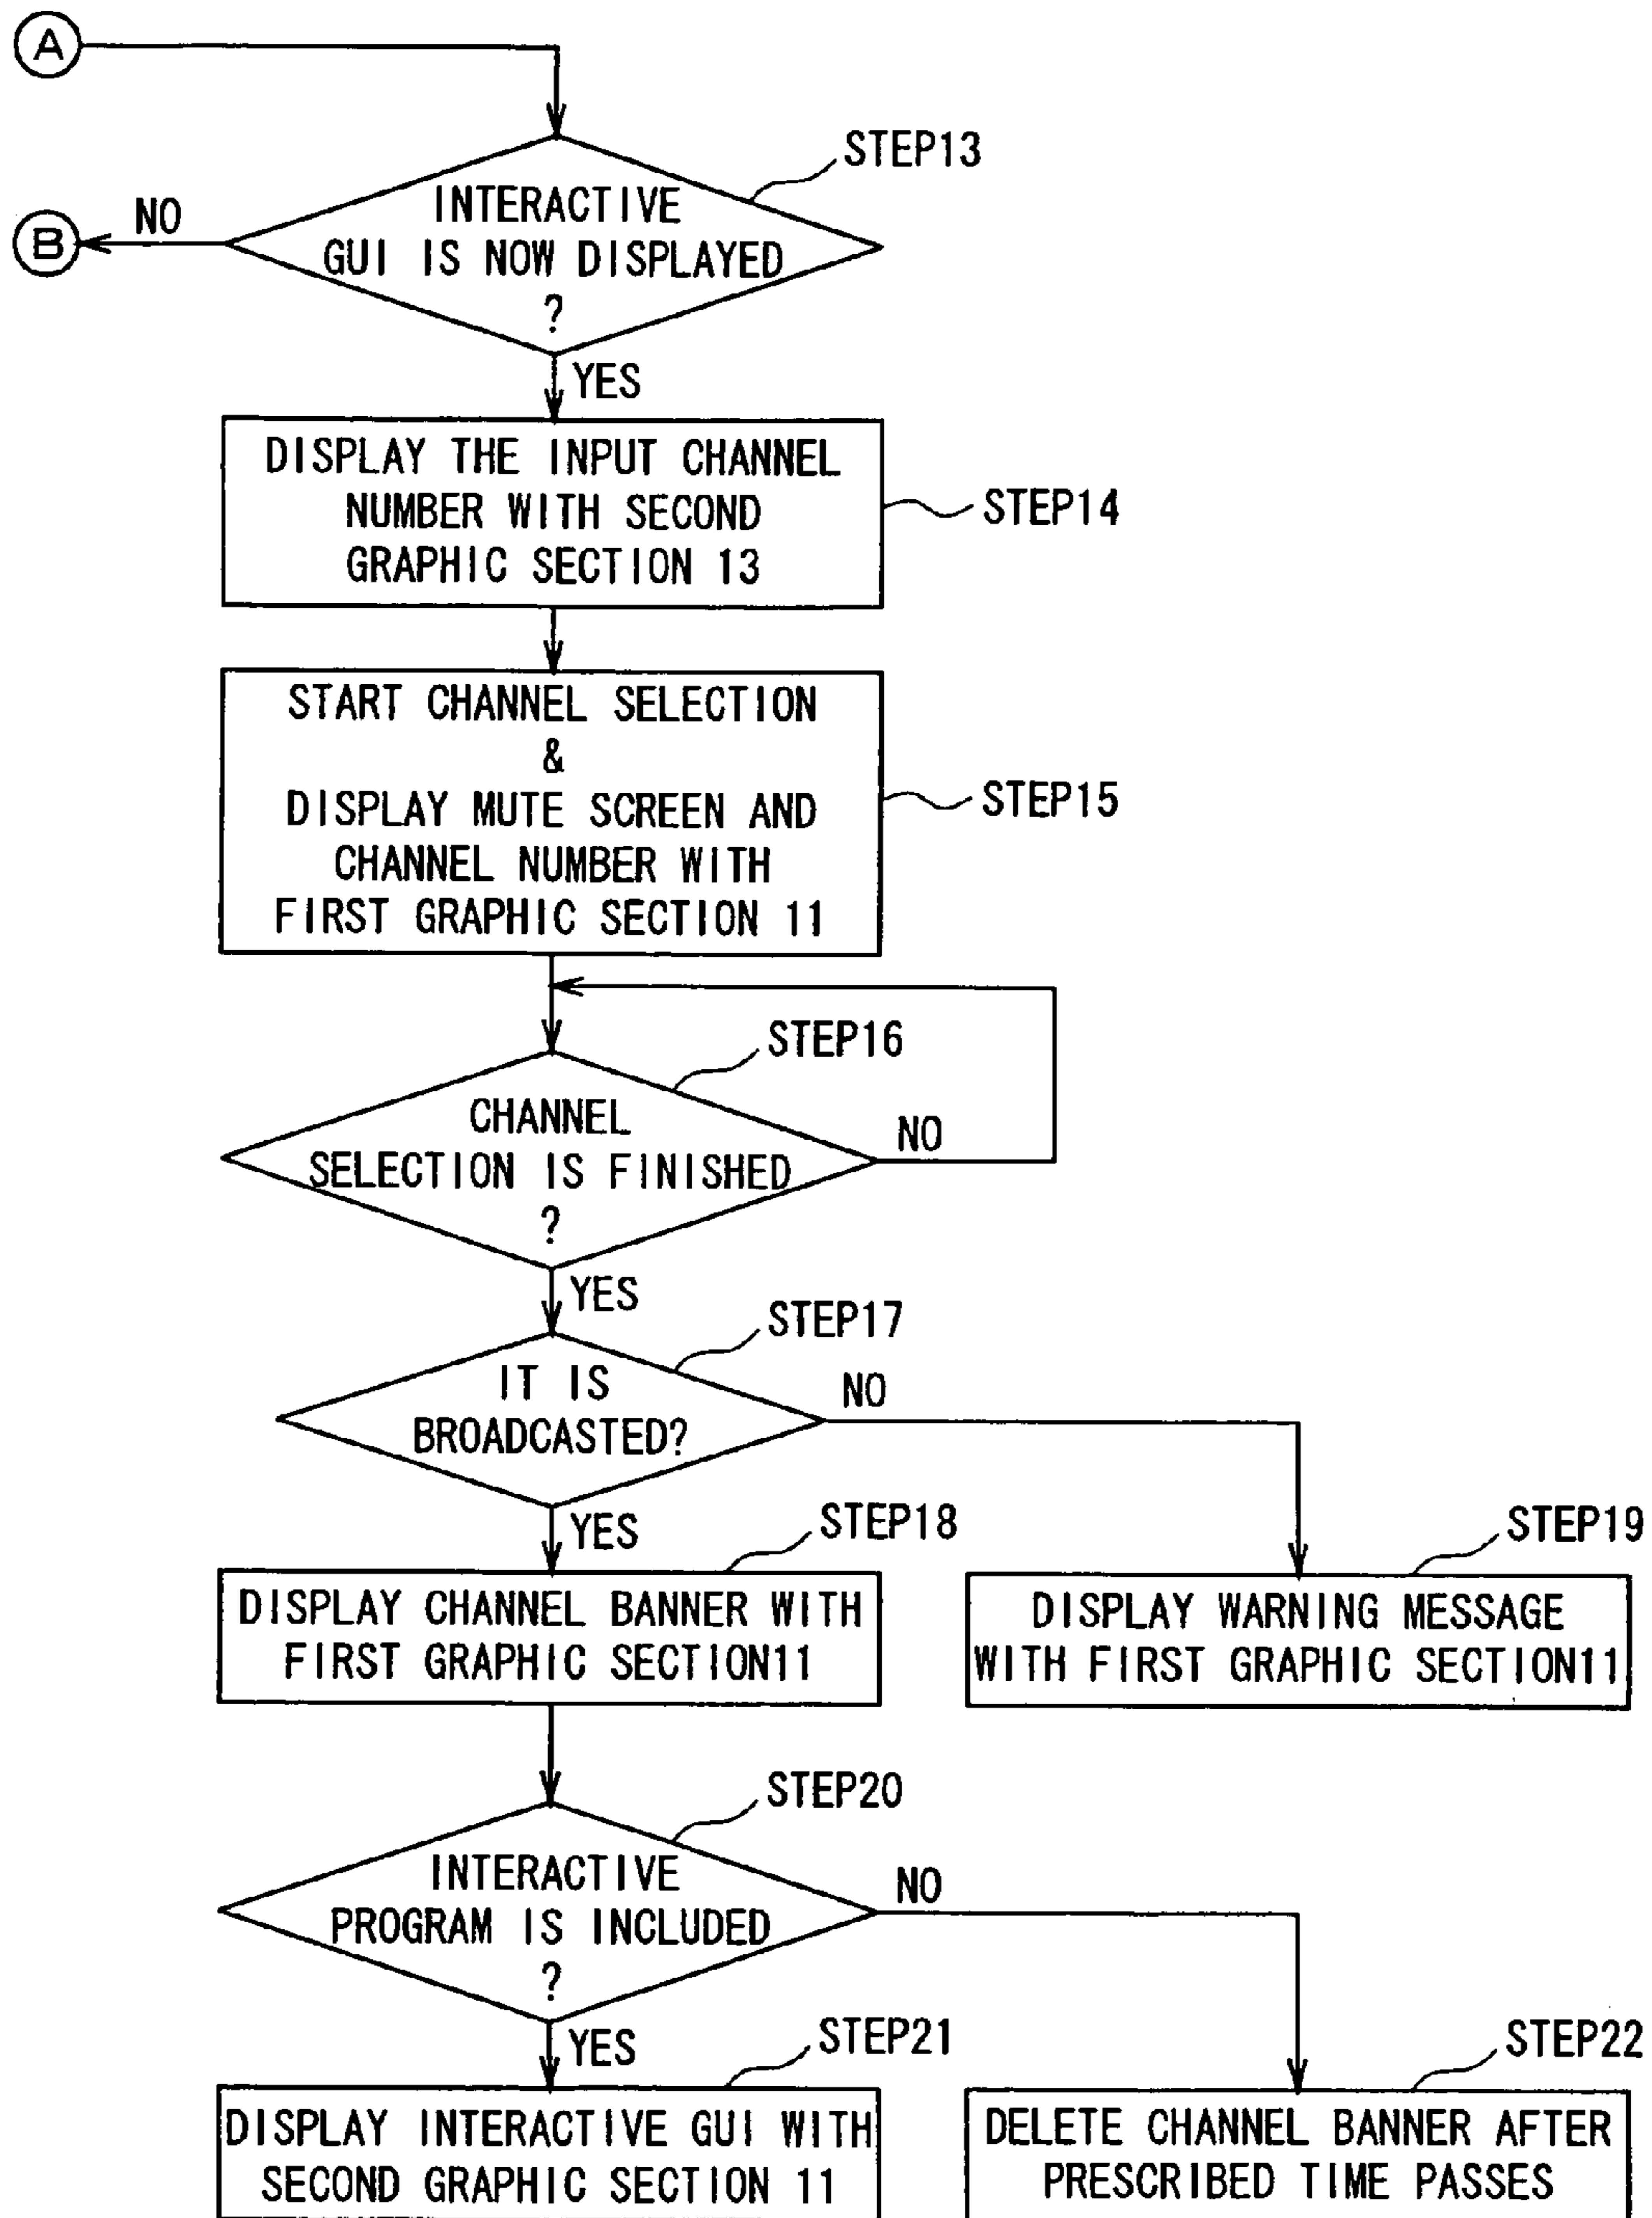 A
STEP13
INTERACTIVE
GUI IS NOW DISPLAYED
?
NO
B
YES
DISPLAY THE INPUT CHANNEL
NUMBER WITH SECOND
GRAPHIC SECTION 13
STEP14
START CHANNEL SELECTION
&
DISPLAY MUTE SCREEN AND
CHANNEL NUMBER WITH
FIRST GRAPHIC SECTION 11
STEP15
STEP16
CHANNEL
SELECTION IS FINISHED
?
NO
YES
STEP17
IT IS
BROADCASTED?
NO
YES
STEP18
DISPLAY CHANNEL BANNER WITH
FIRST GRAPHIC SECTION11
STEP19
DISPLAY WARNING MESSAGE
WITH FIRST GRAPHIC SECTION11
STEP20
INTERACTIVE
PROGRAM IS INCLUDED
?
NO
YES
STEP21
DISPLAY INTERACTIVE GUI WITH
SECOND GRAPHIC SECTION 11
STEP22
DELETE CHANNEL BANNER AFTER
PRESCRIBED TIME PASSES